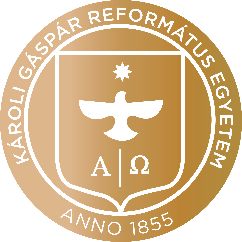 KÁROLI GÁSPÁR REFORMÁTUS EGYETEM
Α Ω
ANNO 1855